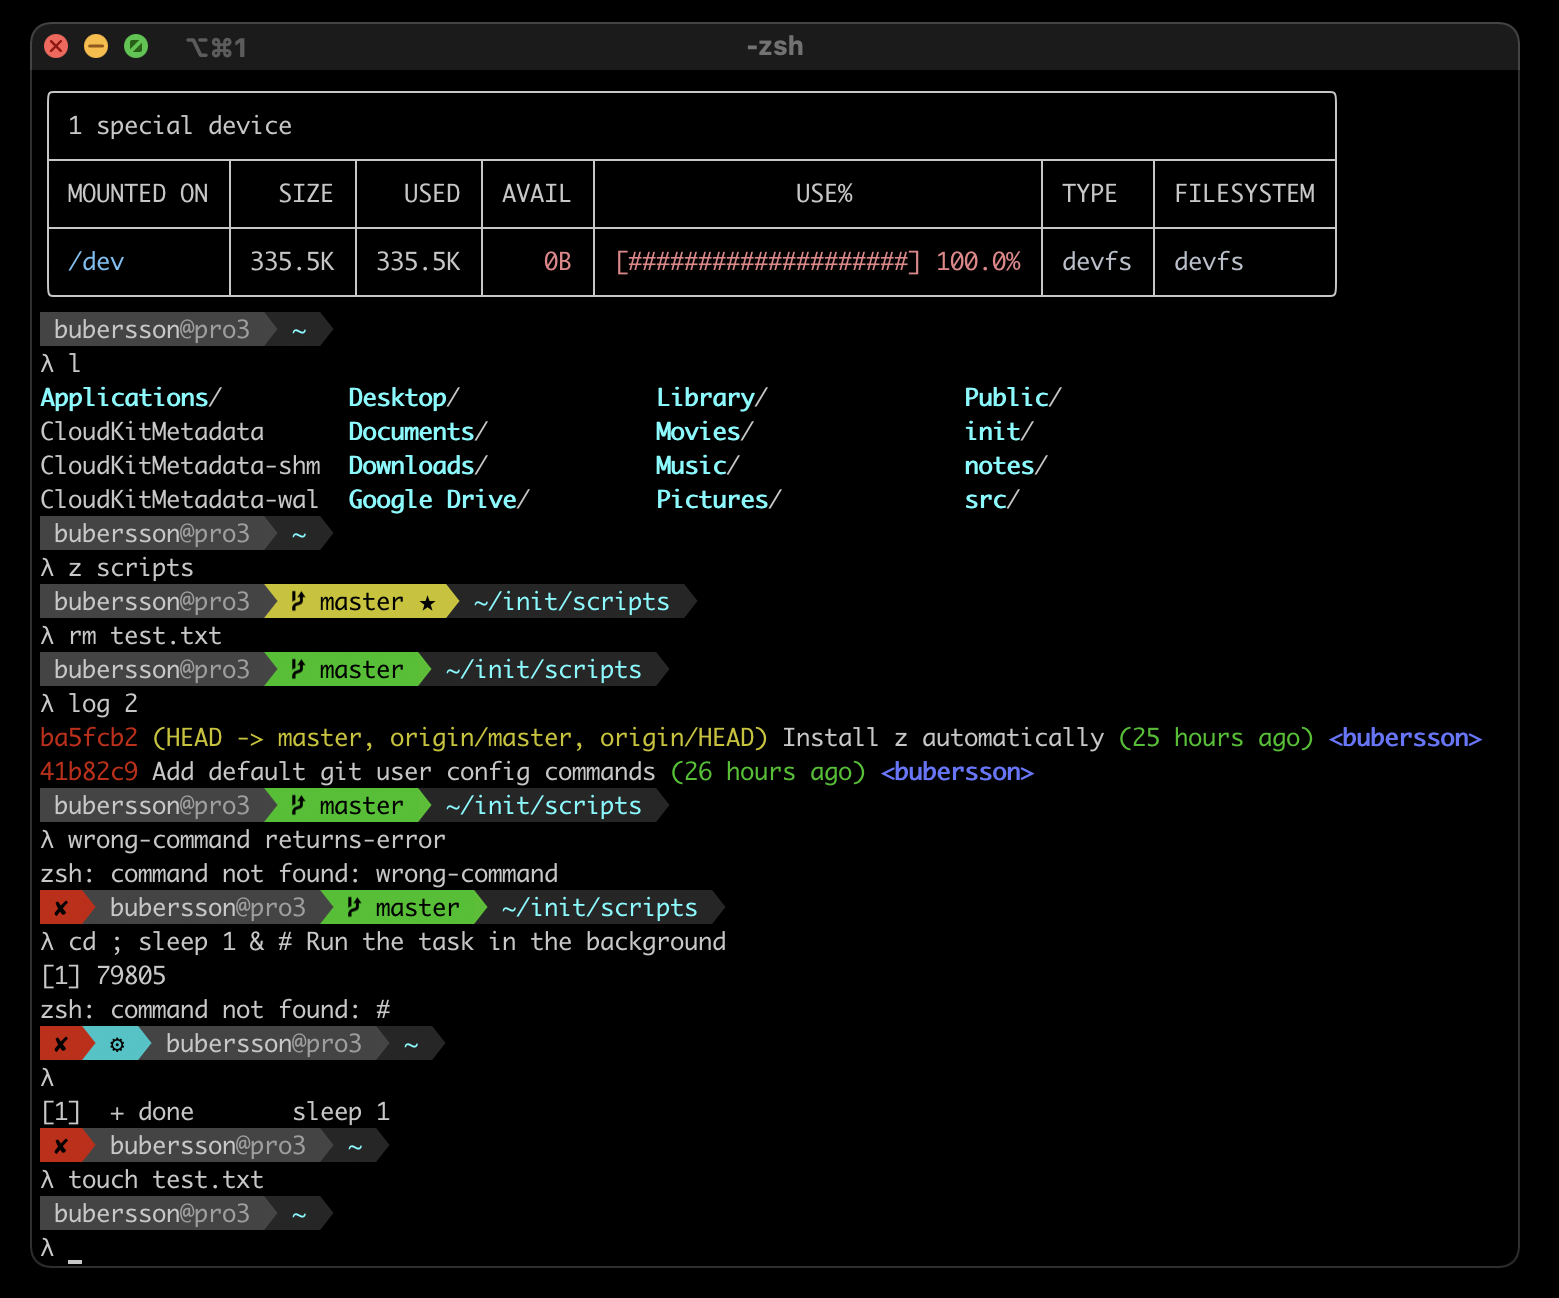 ⌥⌘1 -zsh
1 special device
MOUNTED ON SIZE USED AVAIL USE% TYPE FILESYSTEM
/dev 335.5K 335.5K 0B [####################] 100.0% devfs devfs
bubersson@pro3 ~
λ l
Applications/ Desktop/ Library/ Public/
CloudKitMetadata Documents/ Movies/ init/
CloudKitMetadata-shm Downloads/ Music/ notes/
CloudKitMetadata-wal Google Drive/ Pictures/ src/
bubersson@pro3 ~
λ z scripts
bubersson@pro3 master ★ ~/init/scripts
λ rm test.txt
bubersson@pro3 master ~/init/scripts
λ log 2
ba5fcb2 (HEAD -> master, origin/master, origin/HEAD) Install z automatically (25 hours ago) <bubersson>
41b82c9 Add default git user config commands (26 hours ago) <bubersson>
bubersson@pro3 master ~/init/scripts
λ wrong-command returns-error
zsh: command not found: wrong-command
✘ bubersson@pro3 master ~/init/scripts
λ cd ; sleep 1 & # Run the task in the background
[1] 79805
zsh: command not found: #
✘ ⚙ bubersson@pro3 ~
λ
[1] + done sleep 1
✘ bubersson@pro3 ~
λ touch test.txt
bubersson@pro3 ~
λ